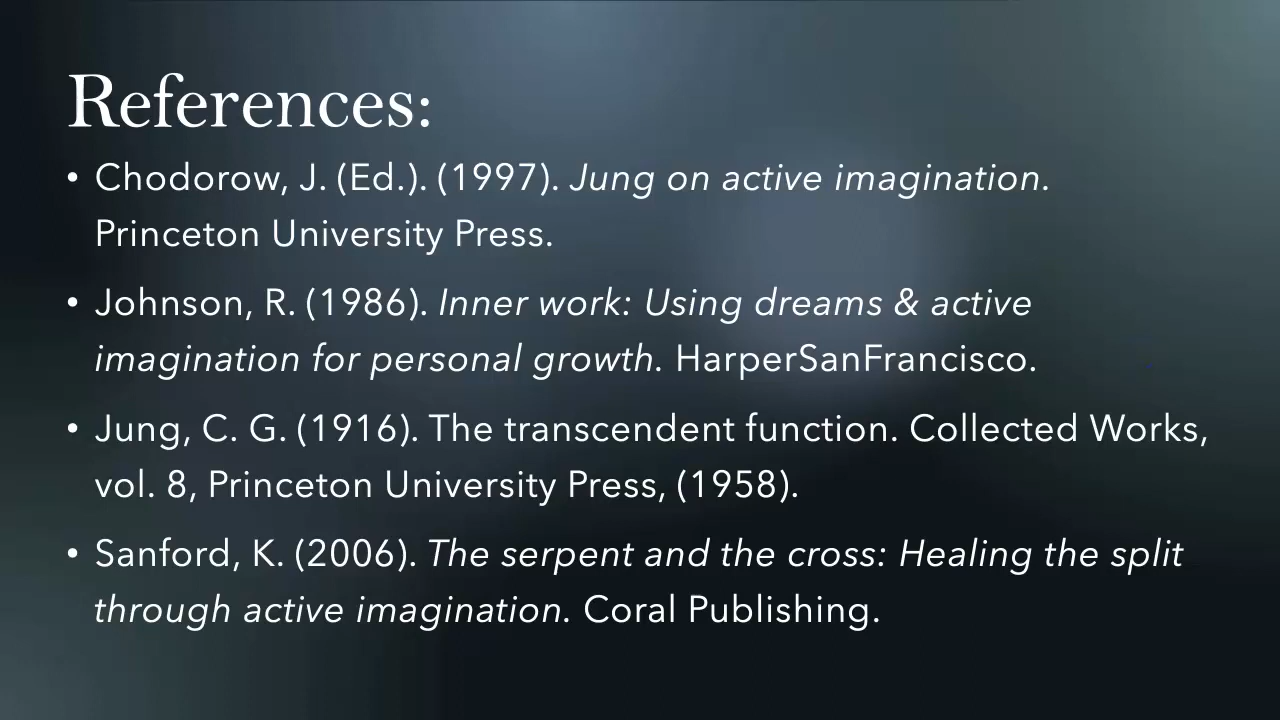 References:
• Chodorow, J. (Ed.). (1997). Jung on active imagination.
Princeton University Press.
• Johnson, R. (1986). Inner work: Using dreams & active
imagination for personal growth. HarperSanFrancisco.
• Jung, C. G. (1916). The transcendent function. Collected Works,
vol. 8, Princeton University Press, (1958).
• Sanford, K. (2006). The serpent and the cross: Healing the split
through active imagination. Coral Publishing.